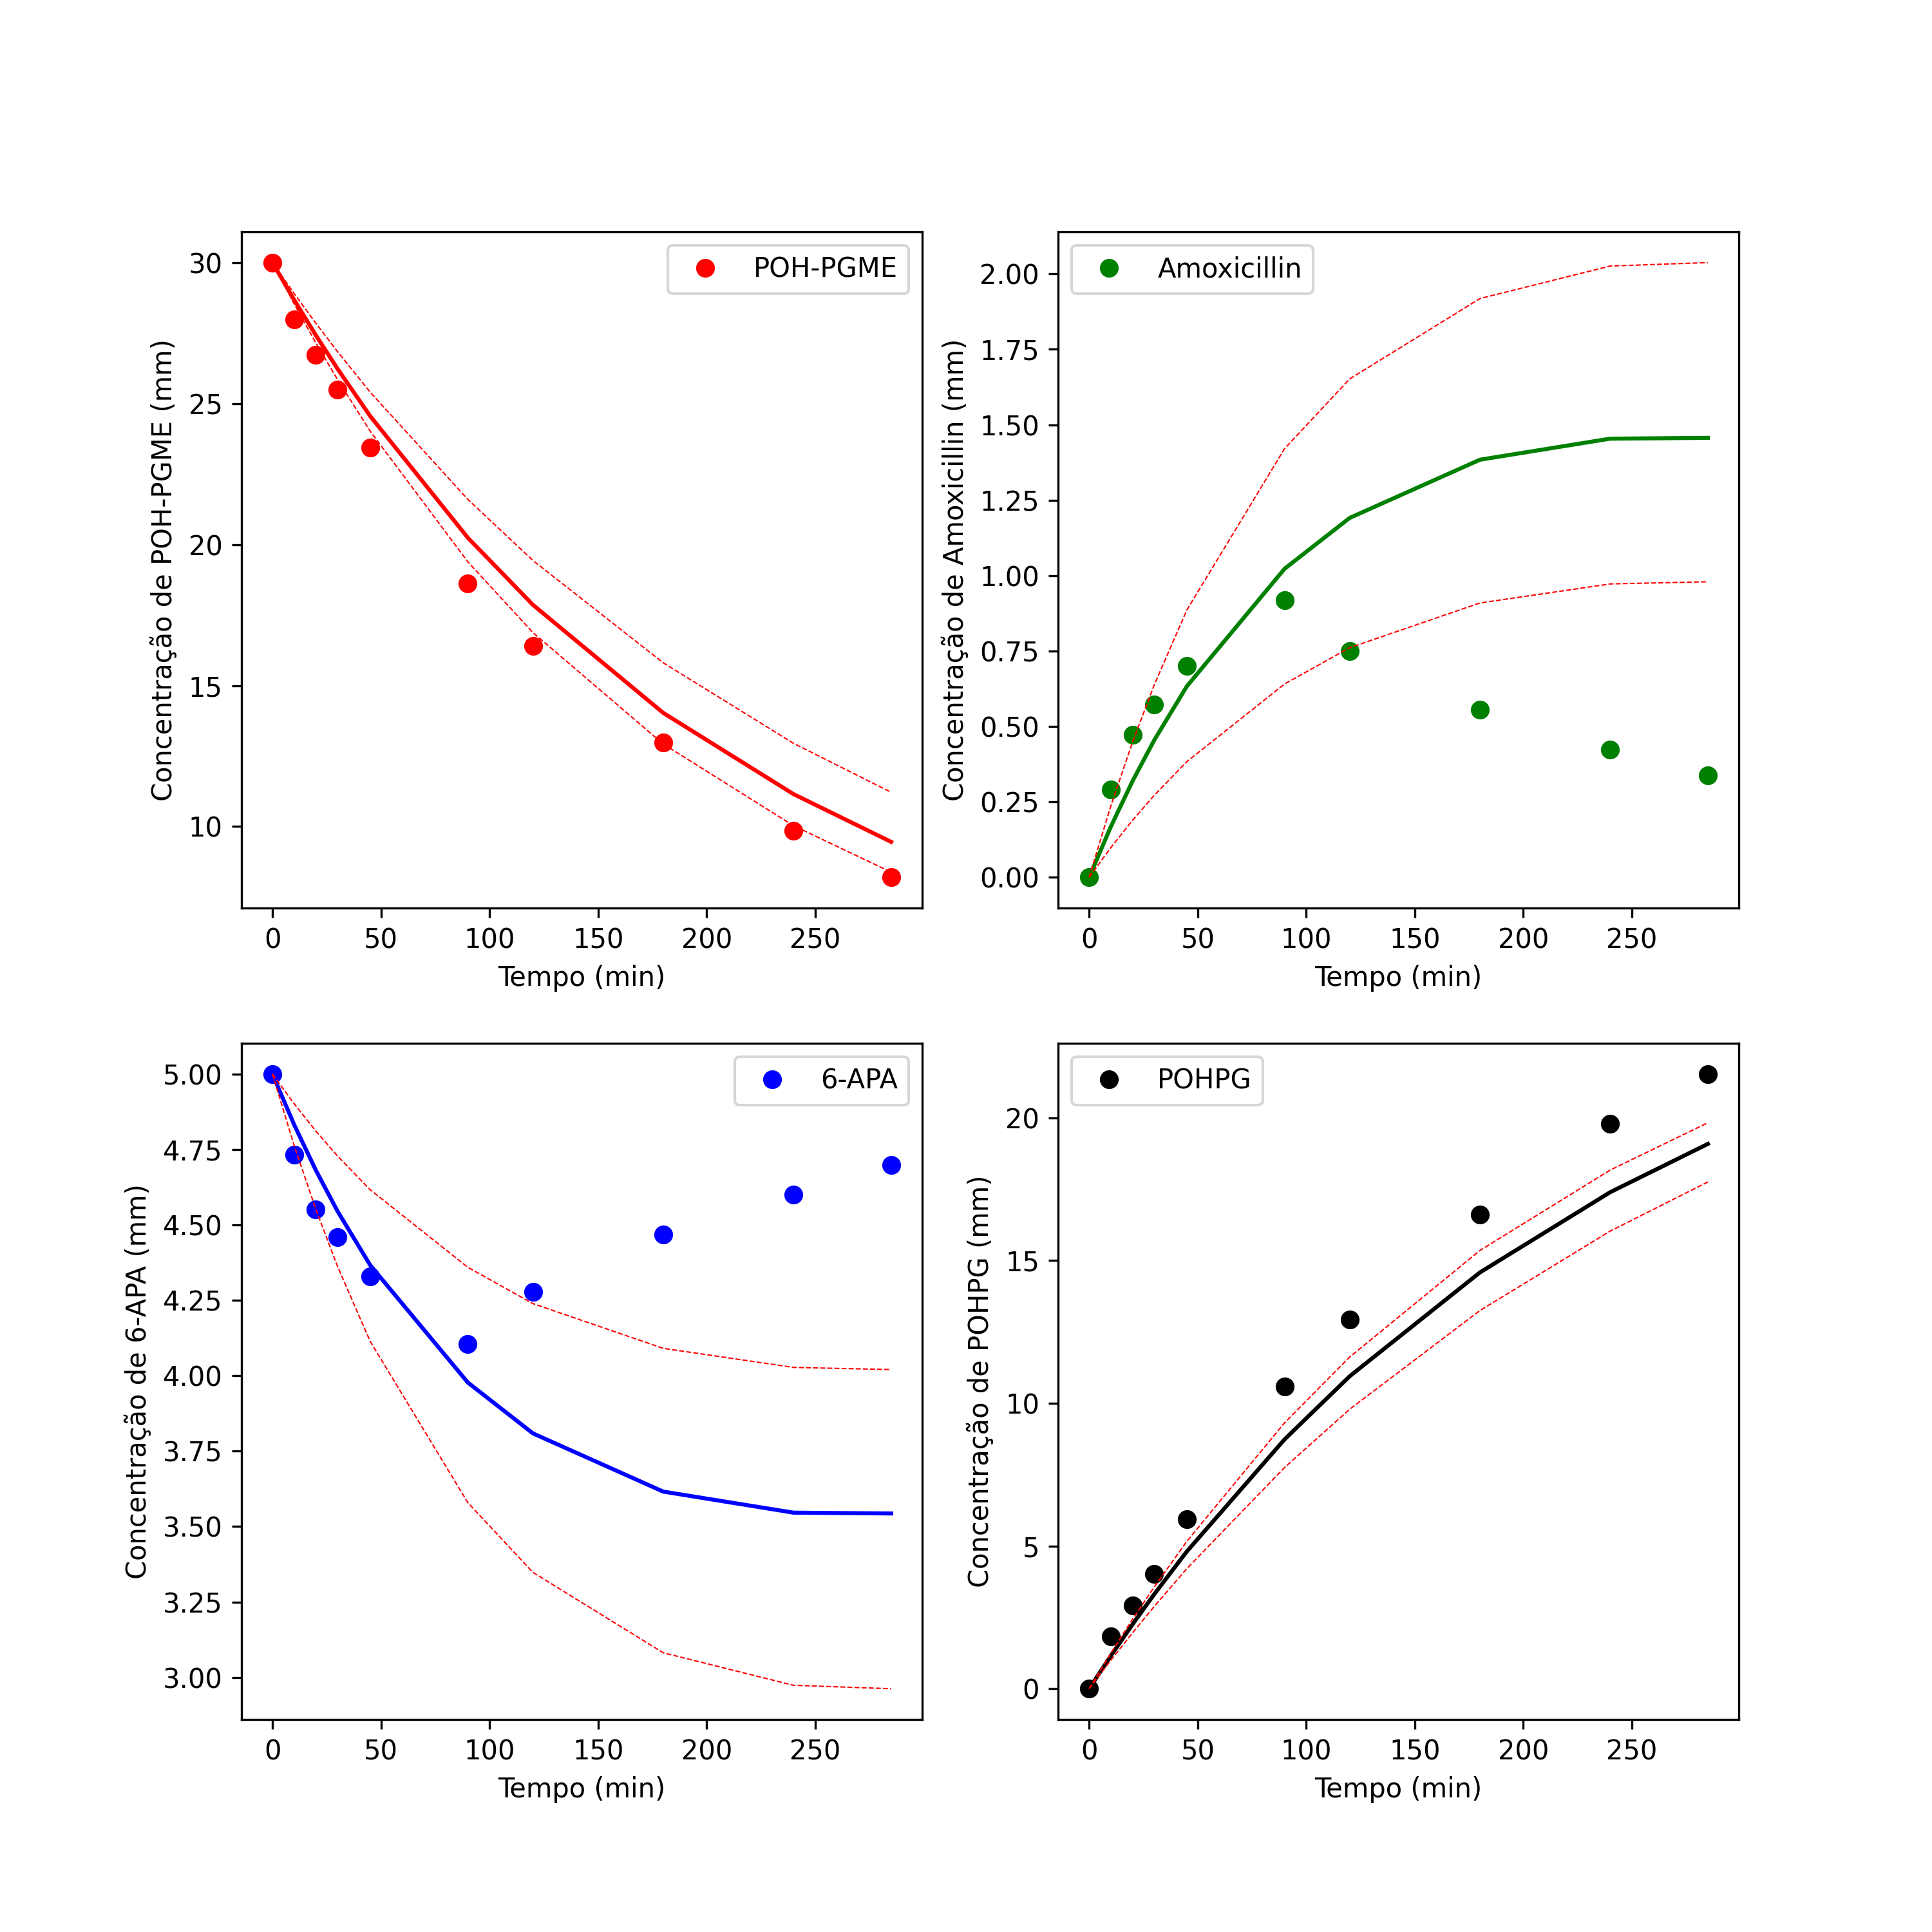 POH-PGME
Concentração de POH-PGME (mm)
30
25
20
15
10
0 50 100 150 200 250
Tempo (min)
Amoxicillin
Concentração de Amoxicillin (mm)
2.00
1.75
1.50
1.25
1.00
0.75
0.50
0.25
0.00
0 50 100 150 200 250
Tempo (min)
6-APA
Concentração de 6-APA (mm)
5.00
4.75
4.50
4.25
4.00
3.75
3.50
3.25
3.00
0 50 100 150 200 250
Tempo (min)
POHPG
Concentração de POHPG (mm)
20
15
10
5
0
0 50 100 150 200 250
Tempo (min)